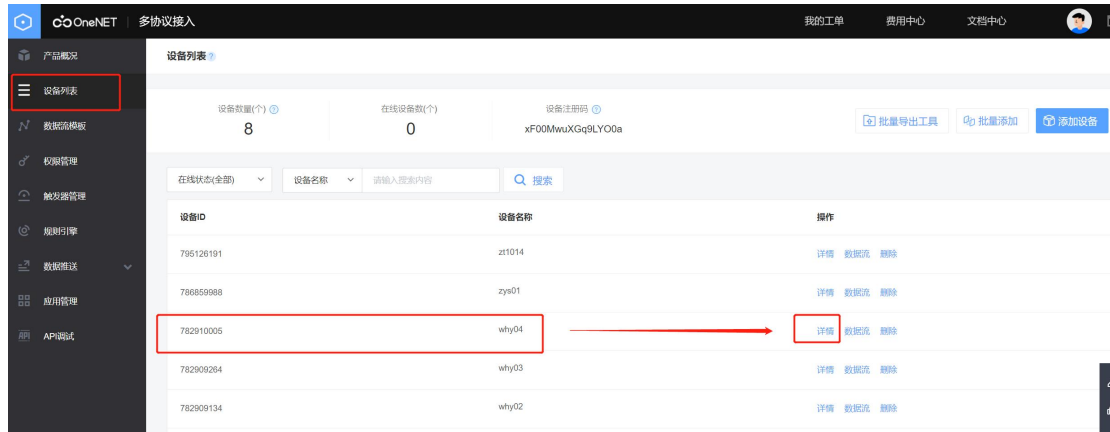 OneNET 多协议接入 我的工单 费用中心 文档中心
产品概况
设备列表
数据流模板
权限管理
触发器管理
规则引擎
数据推送
应用管理
API调试
设备列表
设备数量(个) 在线设备数(个) 设备注册码
8 0 xF00MwuXGq9LYO0a
批量导出工具 批量添加 添加设备
在线状态(全部) 设备名称 请输入搜索内容 搜索
设备ID 设备名称 操作
795126191 zt1014 详情 数据流 删除
786859988 zys01 详情 数据流 删除
782910005 why04 详情 数据流 删除
782909264 why03 详情 数据流 删除
782909134 why02 详情 数据流 删除